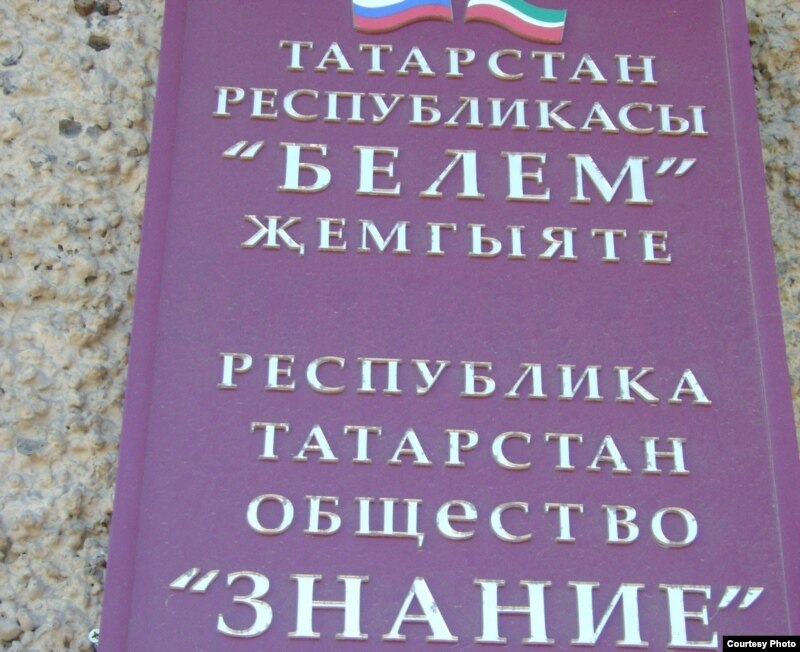 ТАТАРСТАН
РЕСПУБЛИКАСЫ
“БЕЛЕМ”
ҖЕМГЫЯТЕ
РЕСПУБЛИКА
ТАТАРСТАН
ОБЩЕСТВО
“ЗНАНИЕ”
Courtesy Photo